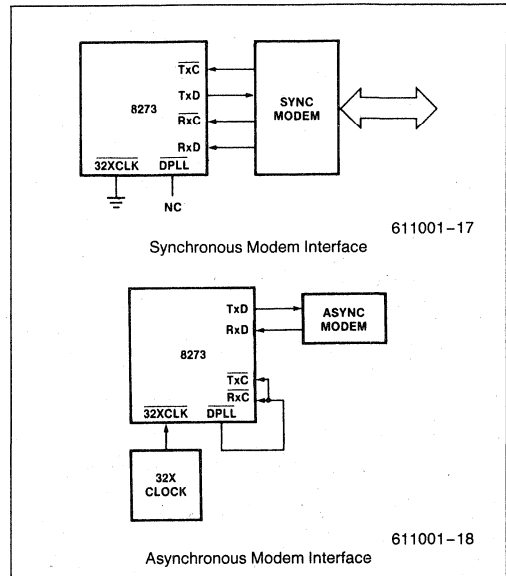 TxC
TxD
8273
RxC
RxD
32XCLK DPLL
NC
SYNC
MODEM
611001-17
Synchronous Modem Interface
TxD
RxD
ASYNC
MODEM
8273
TxC
RxC
32XCLK DPLL
32X
CLOCK
611001-18
Asynchronous Modem Interface